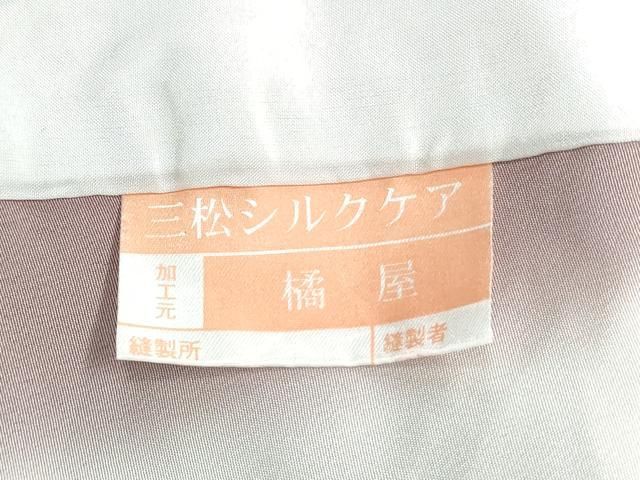 三松シルクケア
加工元
橘屋
縫製所
縫製者